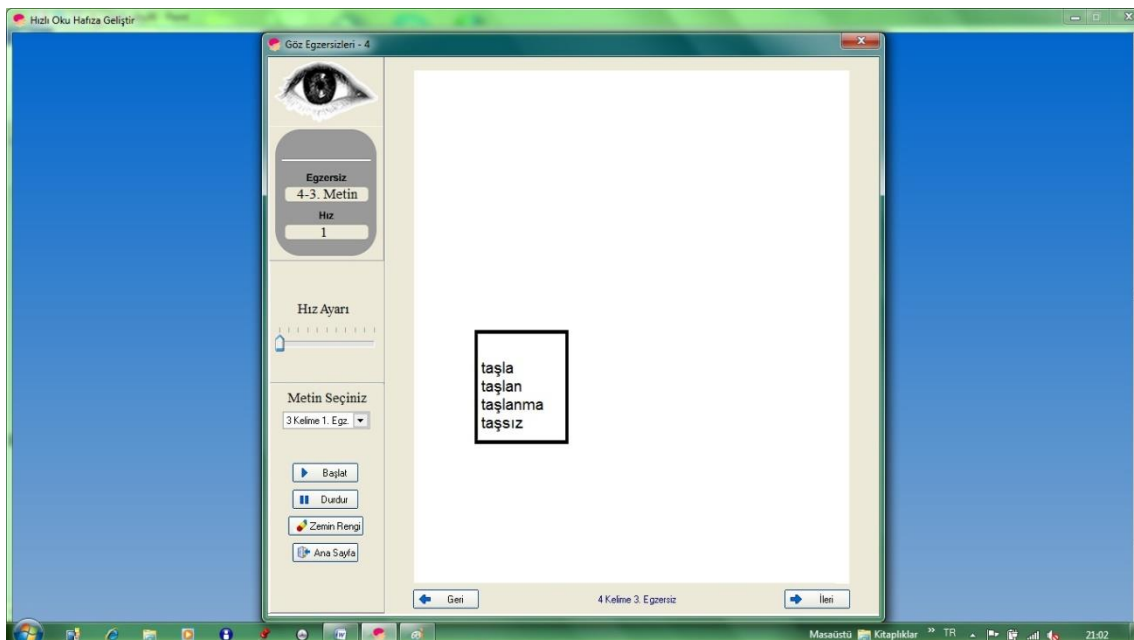 Hızlı Oku Hafıza Geliştir
Göz Egzersizleri - 4
Egzersiz
4-3. Metin
Hız
1
Hız Ayarı
Metin Seçiniz
3 Kelime 1. Egz.
Başlat
Durdur
Zemin Rengi
Ana Sayfa
taşla
taşlan
taşlanma
taşsız
Geri
4 Kelime 3. Egzersiz
İleri
Masaüstü Kitaplıklar » TR 21:02